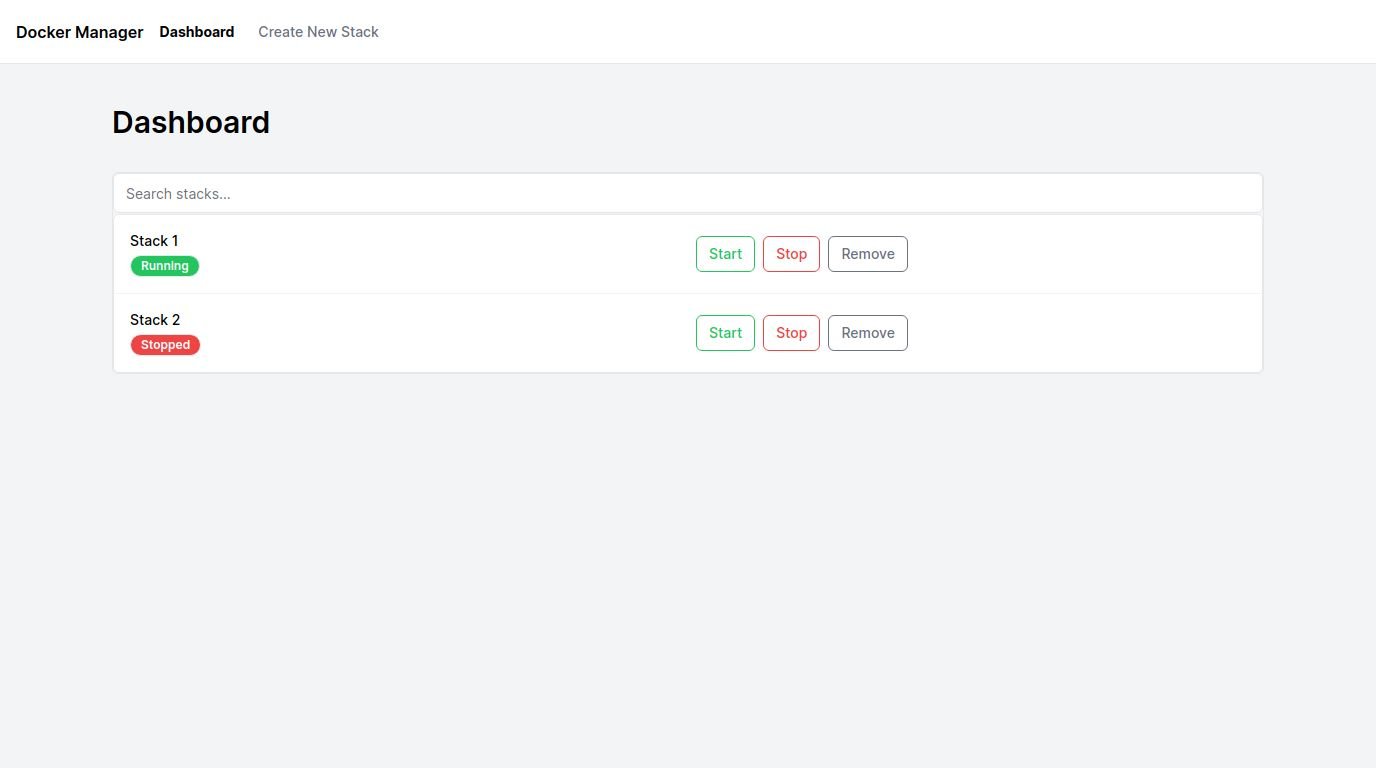 Docker Manager Dashboard Create New Stack
Dashboard
Search stacks...
Stack 1
Running
Start Stop Remove
Stack 2
Stopped
Start Stop Remove